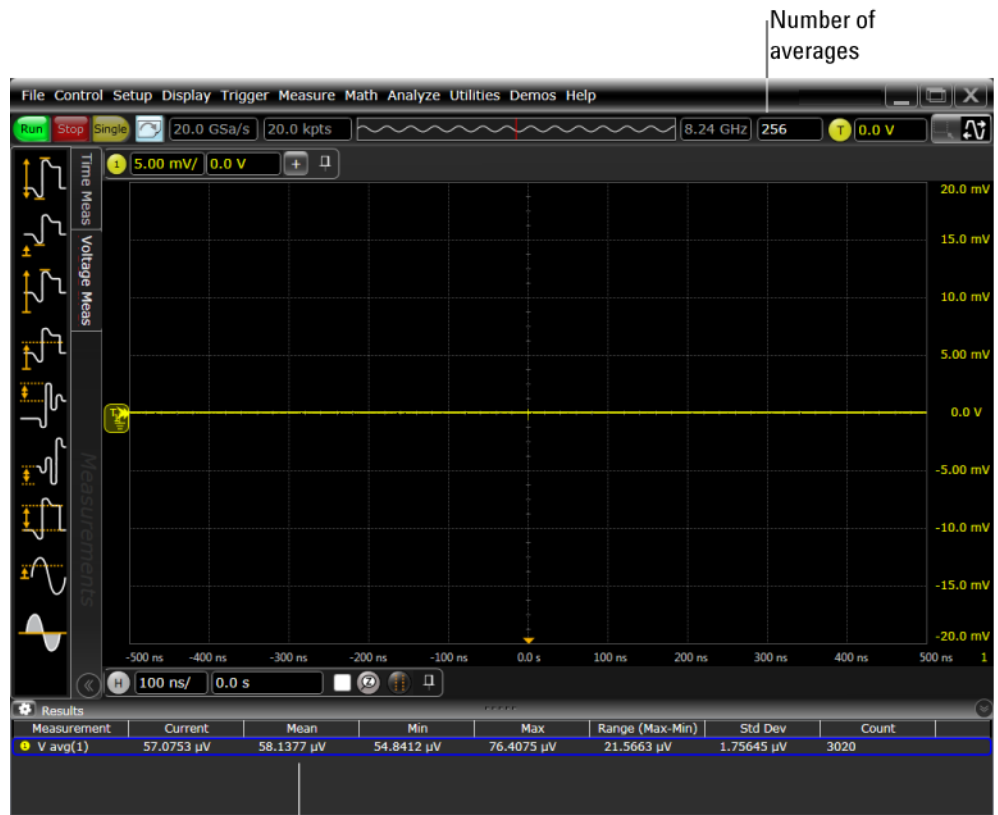 Number of
averages
File Control Setup Display Trigger Measure Math Analyze Utilities Demos Help
Run Stop Single 20.0 GSa/s 20.0 kpts 8.24 GHz 256 T 0.0 V
1 5.00 mV/ 0.0 V +
Time Meas
Voltage Meas
Measurements
20.0 mV
15.0 mV
10.0 mV
5.00 mV
T 0.0 V
-5.00 mV
-10.0 mV
-15.0 mV
-20.0 mV
-500 ns -400 ns -300 ns -200 ns -100 ns 0.0 s 100 ns 200 ns 300 ns 400 ns 500 ns 1
H 100 ns/ 0.0 s Z
Results
Measurement Current Mean Min Max Range (Max-Min) Std Dev Count
1 V avg(1) 57.0753 µV 58.1377 µV 54.8412 µV 76.4075 µV 21.5663 µV 1.75645 µV 3020